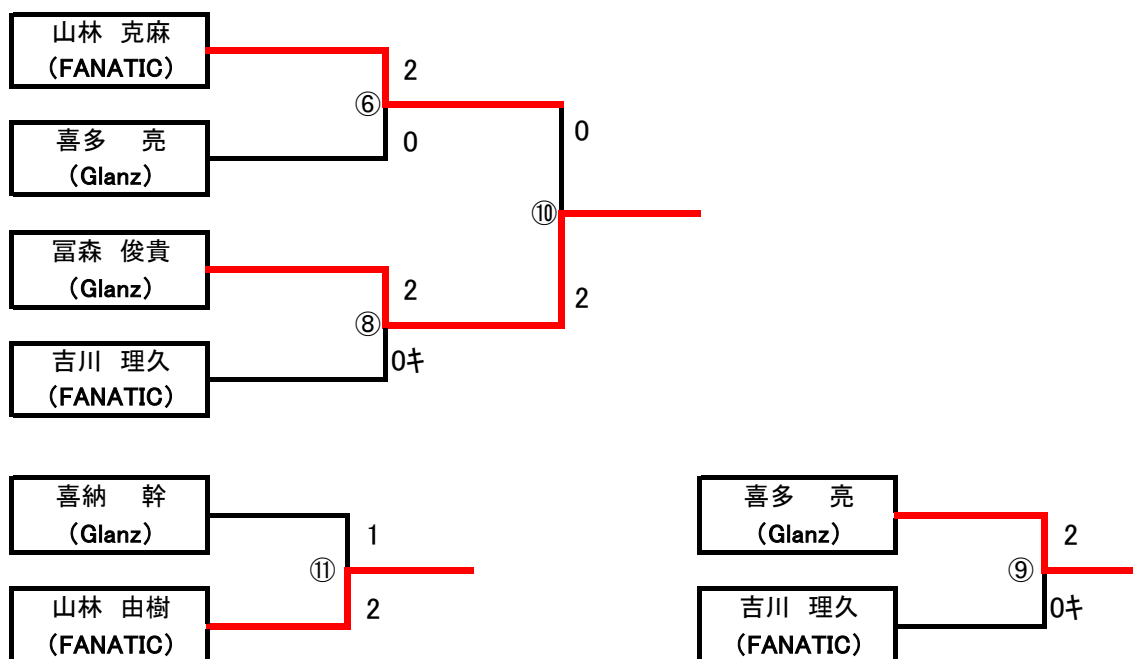 山林 克麻
(FANATIC)
2
⑥
喜多 亮
(Glanz)
0
0
⑩
冨森 俊貴
(Glanz)
2
2
⑧
吉川 理久
(FANATIC)
0キ
喜納 幹
(Glanz)
1
⑪
山林 由樹
(FANATIC)
2
喜多 亮
(Glanz)
2
⑨
吉川 理久
(FANATIC)
0キ